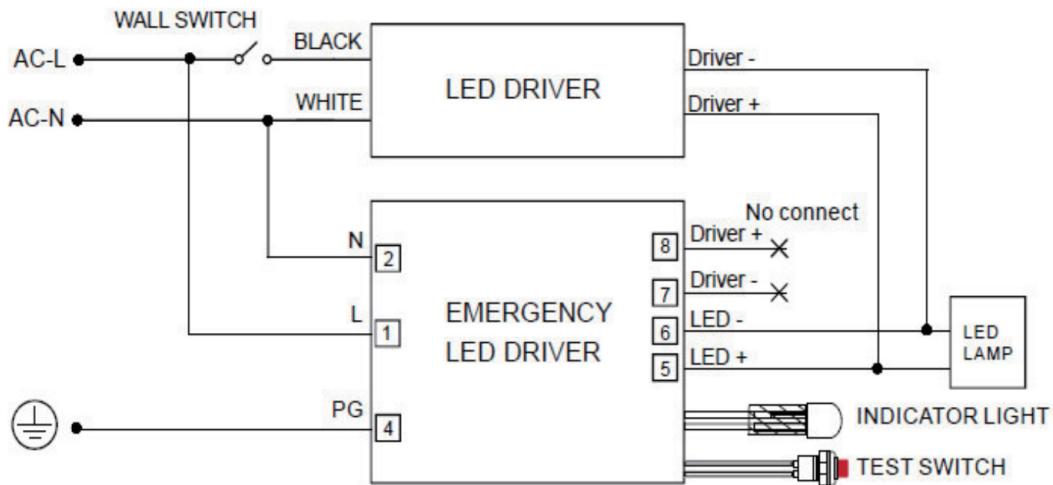 WALL SWITCH
AC-L
BLACK
LED DRIVER
Driver -
AC-N
WHITE
Driver +
No connect
N
2
8
Driver +
7
Driver -
L
1
EMERGENCY
LED DRIVER
6
LED -
5
LED +
LED
LAMP
PG
4
INDICATOR LIGHT
TEST SWITCH